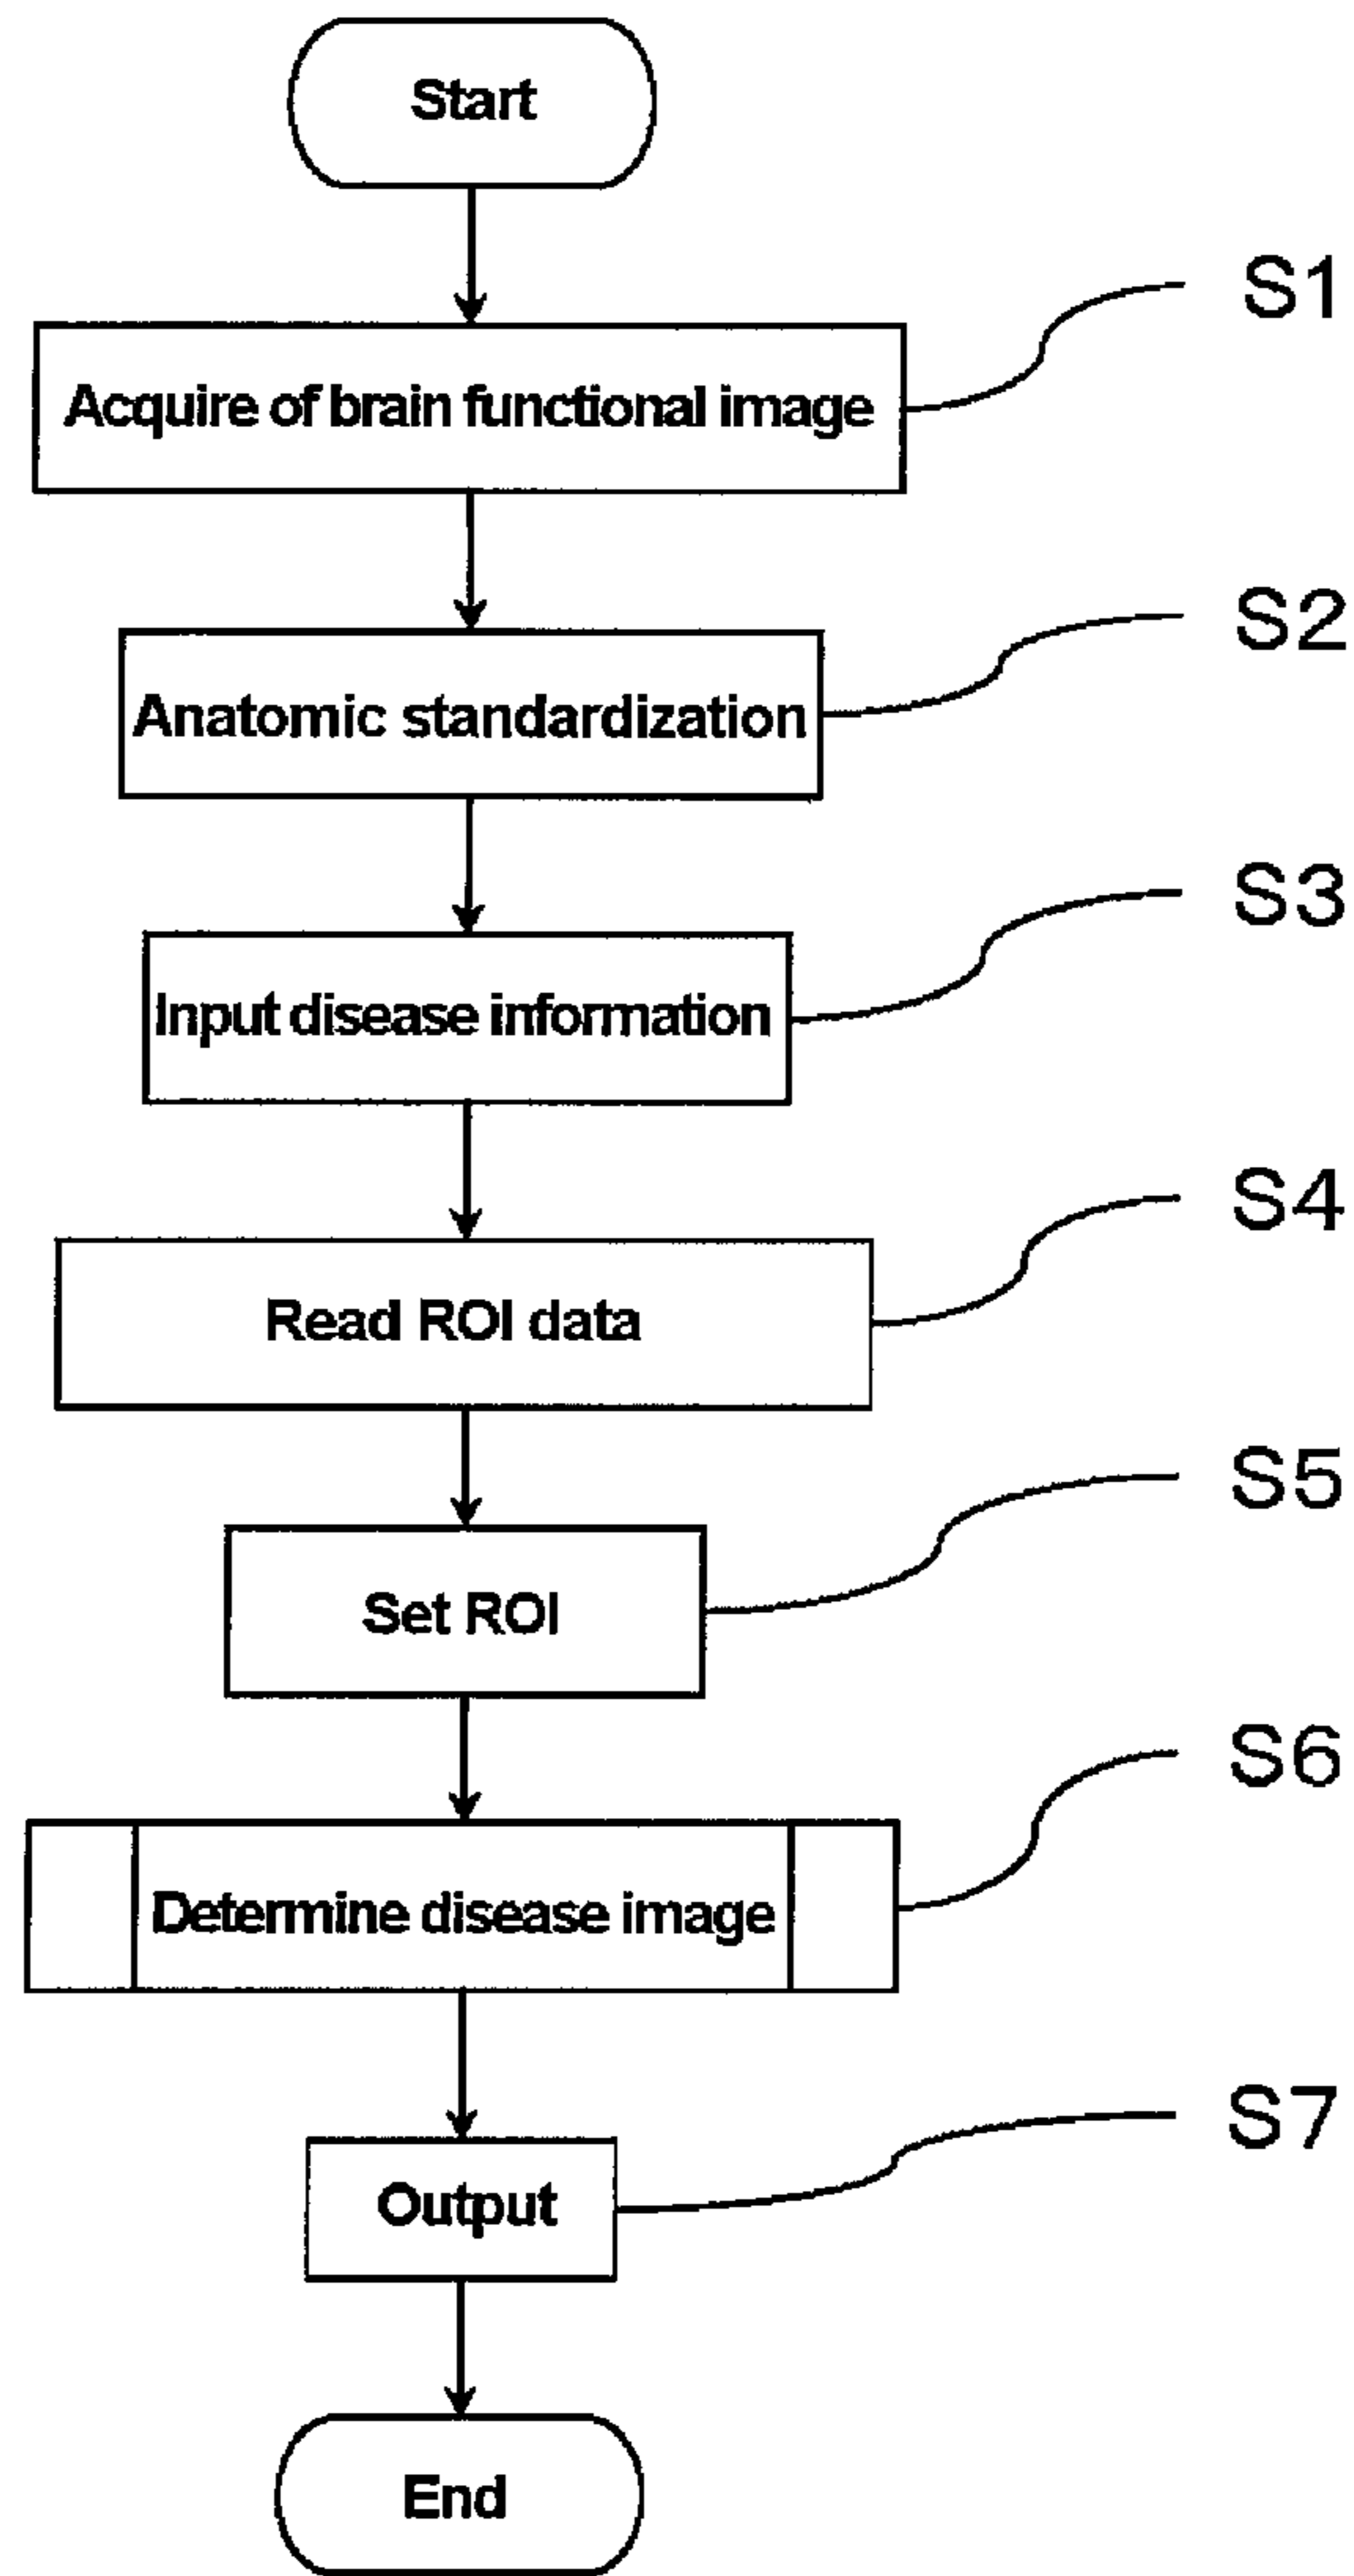 Start
S1
Acquire of brain functional image
S2
Anatomic standardization
S3
Input disease information
S4
Read ROI data
S5
Set ROI
S6
Determine disease image
S7
Output
End